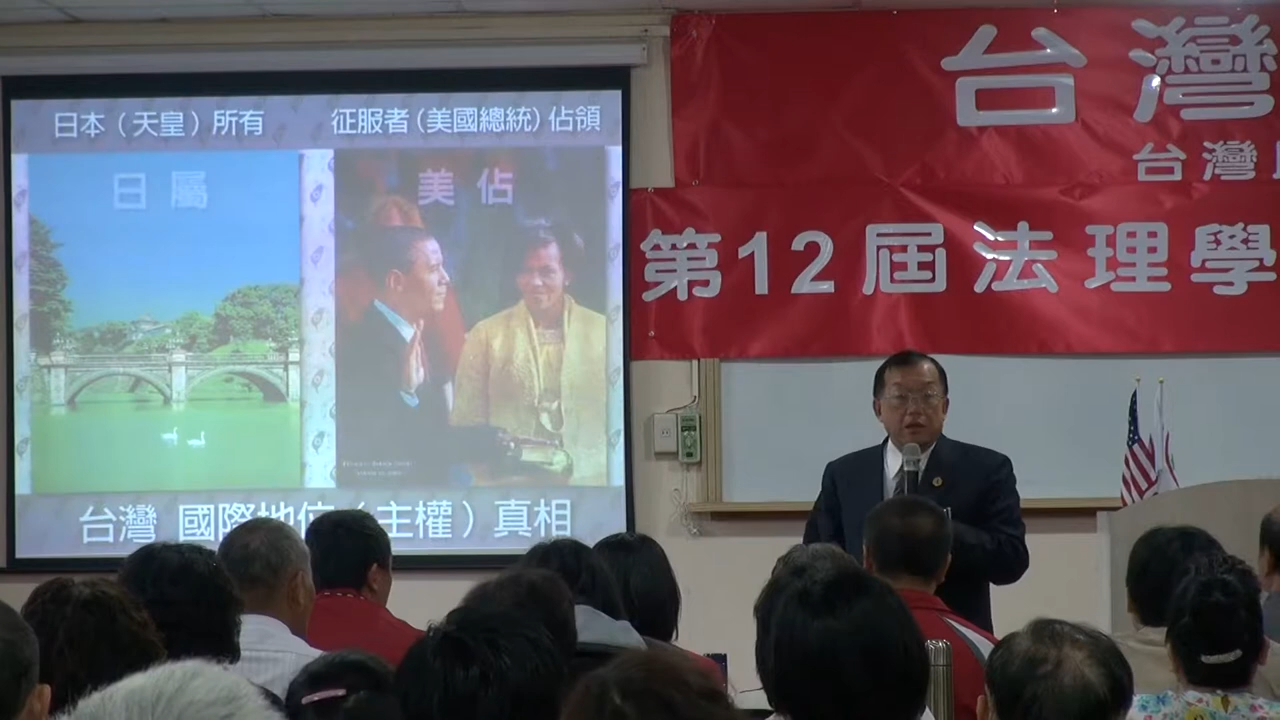 日本（天皇）所有
征服者（美國總統）佔領
日屬
美佔
台灣 國際地位（主權）真相
台灣
台灣
第12屆法理學